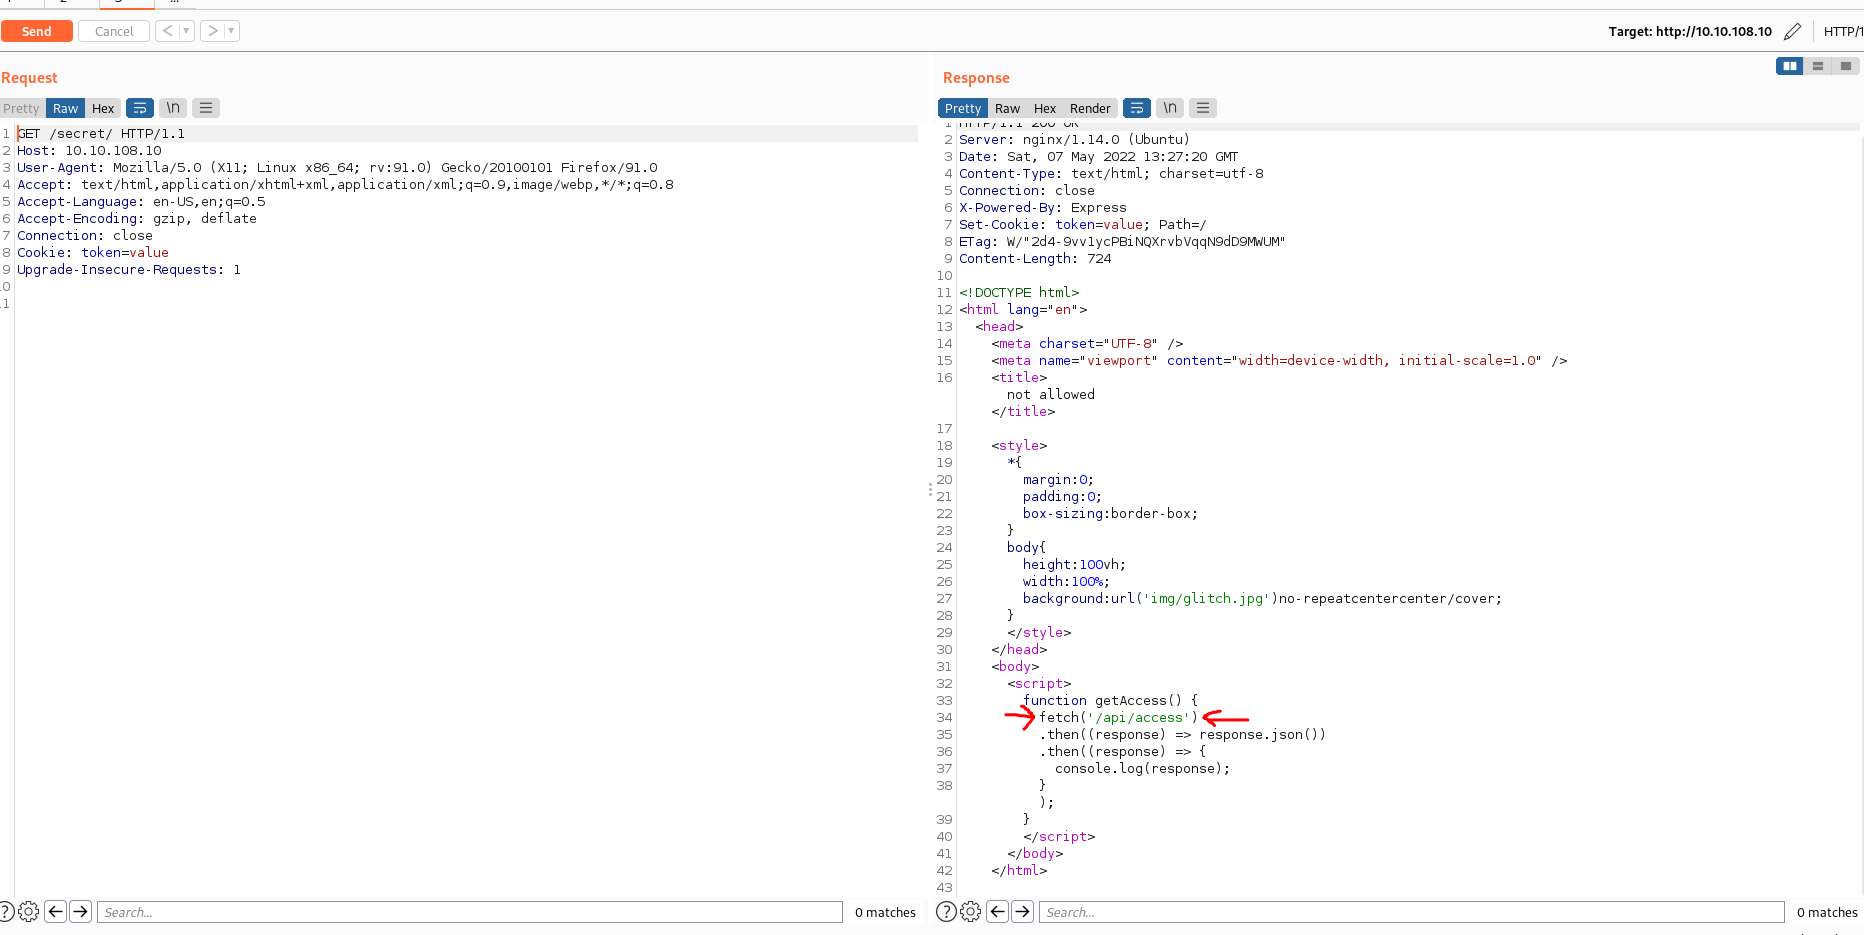 Send
Cancel
Target: http://10.10.108.10
HTTP/1
Request
Response
Pretty Raw Hex \n
Pretty Raw Hex Render \n
1 GET /secret/ HTTP/1.1
2 Host: 10.10.108.10
3 User-Agent: Mozilla/5.0 (X11; Linux x86_64; rv:91.0) Gecko/20100101 Firefox/91.0
4 Accept: text/html,application/xhtml+xml,application/xml;q=0.9,image/webp,*/*;q=0.8
5 Accept-Language: en-US,en;q=0.5
6 Accept-Encoding: gzip, deflate
7 Connection: close
8 Cookie: token=value
9 Upgrade-Insecure-Requests: 1
.0
.1
1 HTTP/1.1 200 OK
2 Server: nginx/1.14.0 (Ubuntu)
3 Date: Sat, 07 May 2022 13:27:20 GMT
4 Content-Type: text/html; charset=utf-8
5 Connection: close
6 X-Powered-By: Express
7 Set-Cookie: token=value; Path=/
8 ETag: W/"2d4-9vv1ycPBiNQXrvbVqqN9dD9MWUM"
9 Content-Length: 724
10
11 <!DOCTYPE html>
12 <html lang="en">
13 <head>
14 <meta charset="UTF-8" />
15 <meta name="viewport" content="width=device-width, initial-scale=1.0" />
16 <title>
not allowed
</title>
17
18 <style>
19 *{
20 margin:0;
21 padding:0;
22 box-sizing:border-box;
23 }
24 body{
25 height:100vh;
26 width:100%;
27 background:url('img/glitch.jpg')no-repeatcentercenter/cover;
28 }
29 </style>
30 </head>
31 <body>
32 <script>
33 function getAccess() {
34 fetch('/api/access')
35 .then((response) => response.json())
36 .then((response) => {
37 console.log(response);
38 }
);
39 }
40 </script>
41 </body>
42 </html>
43
? Search... 0 matches
? Search... 0 matches